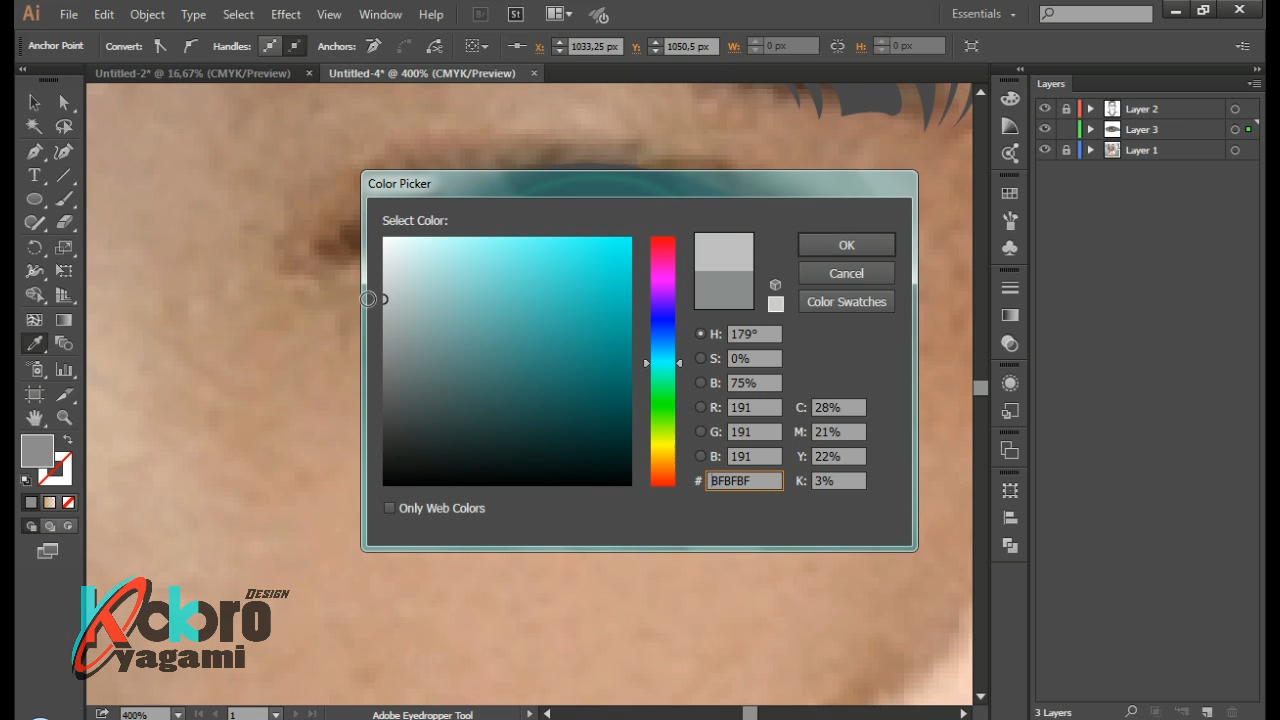 Ai File Edit Object Type Select Effect View Window Help Br St Essentials
Anchor Point Convert: Handles: Anchors: X: 1033,25 px Y: 1050,5 px W: 0 px H: 0 px
Untitled-2* @ 16,67% (CMYK/Preview) × Untitled-4* @ 400% (CMYK/Preview) ×
Layers
Layer 2
Layer 3
Layer 1
Color Picker
Select Color:
OK
Cancel
Color Swatches
H: 179°
S: 0%
B: 75%
R: 191 C: 28%
G: 191 M: 21%
B: 191 Y: 22%
# BFBFBF K: 3%
Only Web Colors
Design
Kokoro
yagami
400% 1 Adobe Eyedropper Tool 3 Layers